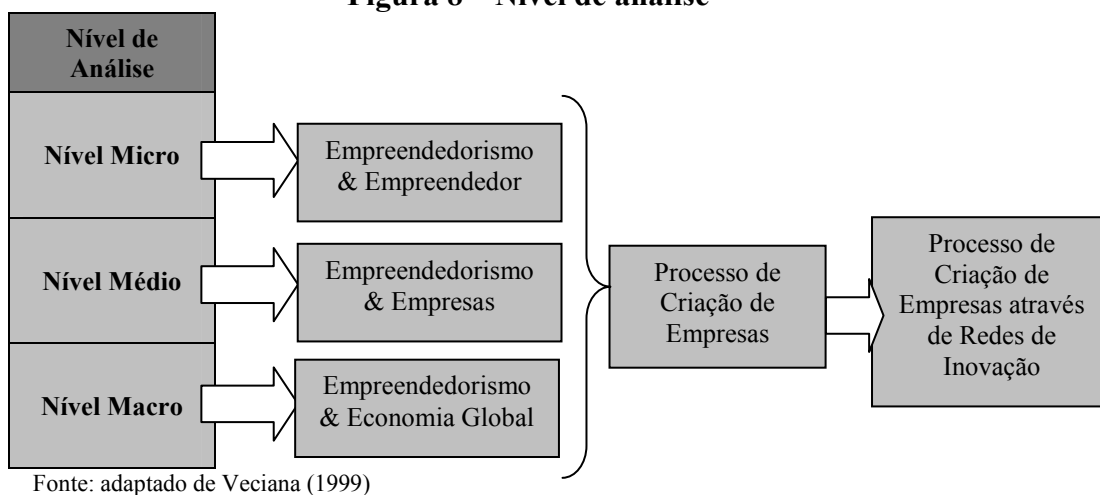 Figura 8 – Nível de análise
Nível de
Análise
Nível Micro
Empreendedorismo
& Empreendedor
Nível Médio
Empreendedorismo
& Empresas
Nível Macro
Empreendedorismo
& Economia Global
Processo de
Criação de
Empresas
Processo de
Criação de
Empresas através
de Redes de
Inovação
Fonte: adaptado de Veciana (1999)